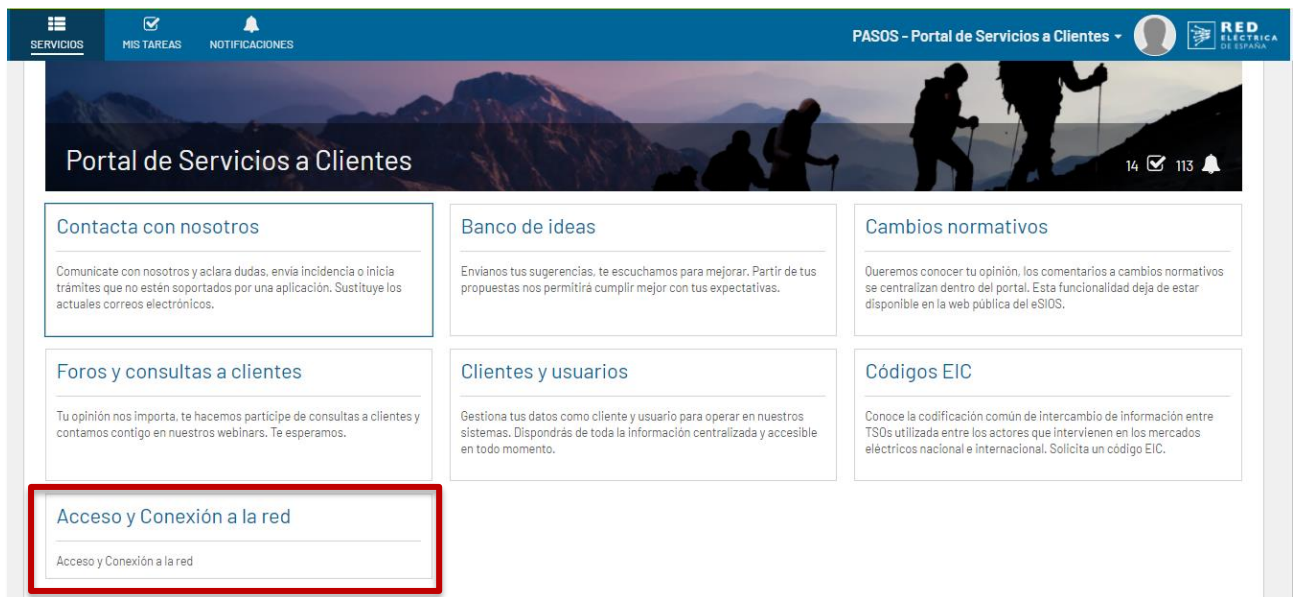 SERVICIOS
MIS TAREAS
NOTIFICACIONES
PASOS - Portal de Servicios a Clientes
RED
ELÉCTRICA
DE ESPAÑA
Portal de Servicios a Clientes
14 113
Contacta con nosotros
Comunícate con nosotros y aclara dudas, envía incidencia o inicia
trámites que no estén soportados por una aplicación. Sustituye los
actuales correos electrónicos.
Banco de ideas
Envíanos tus sugerencias, te escuchamos para mejorar. Partir de tus
propuestas nos permitirá cumplir mejor con tus expectativas.
Cambios normativos
Queremos conocer tu opinión, los comentarios a cambios normativos
se centralizan dentro del portal. Esta funcionalidad deja de estar
disponible en la web pública del eSIOS.
Foros y consultas a clientes
Tu opinión nos importa, te hacemos partícipe de consultas a clientes y
contamos contigo en nuestros webinars. Te esperamos.
Clientes y usuarios
Gestiona tus datos como cliente y usuario para operar en nuestros
sistemas. Dispondrás de toda la información centralizada y accesible
en todo momento.
Códigos EIC
Conoce la codificación común de intercambio de información entre
TSOs utilizada entre los actores que intervienen en los mercados
eléctricos nacional e internacional. Solicita un código EIC.
Acceso y Conexión a la red
Acceso y Conexión a la red